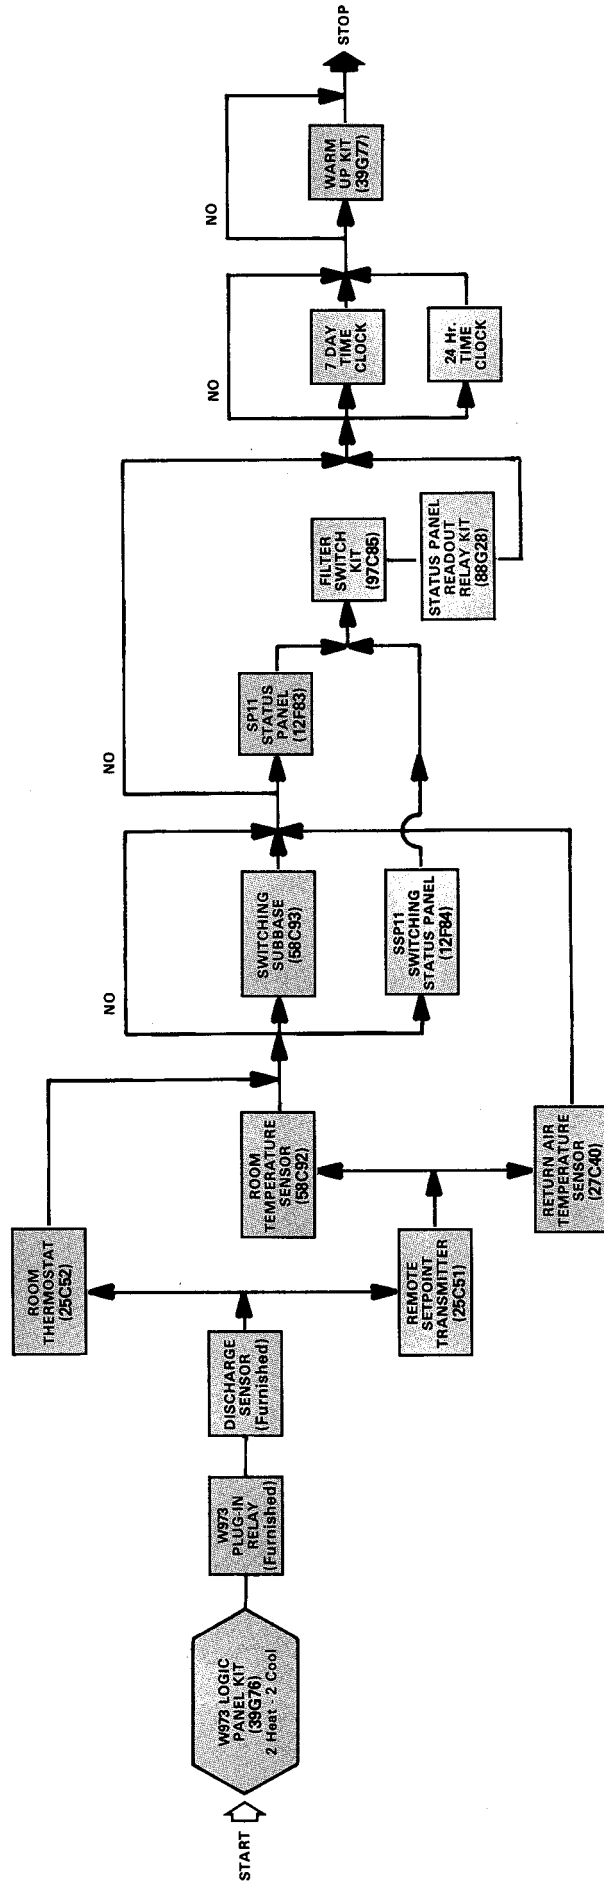 START
W973 LOGIC
PANEL KIT
(39G76)
2 Heat - 2 Cool
W973
PLUG-IN
RELAY
(Furnished)
DISCHARGE
SENSOR
(Furnished)
ROOM
THERMOSTAT
(25C52)
REMOTE
SETPOINT
TRANSMITTER
(25C51)
ROOM
TEMPERATURE
SENSOR
(58C92)
RETURN AIR
TEMPERATURE
SENSOR
(27C40)
NO
SWITCHING
SUBBASE
(58C93)
SSP11
SWITCHING
STATUS PANEL
(12F84)
NO
SP11
STATUS
PANEL
(12F83)
FILTER
SWITCH
KIT
(97C85)
STATUS PANEL
READOUT
RELAY KIT
(88G28)
NO
7 DAY
TIME
CLOCK
24 Hr.
TIME
CLOCK
NO
WARM
UP KIT
(39G77)
STOP